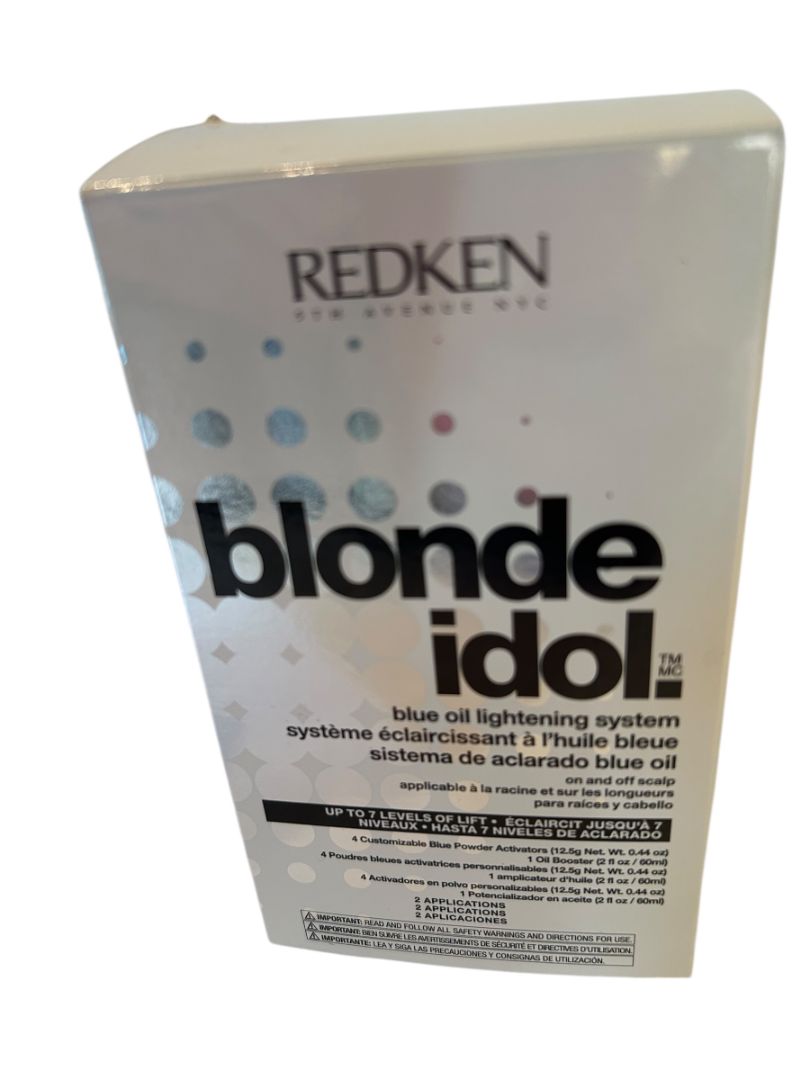 REDKEN
5TH AVENUE NYC
blonde
idol.
TM
MC
blue oil lightening system
système éclaircissant à l'huile bleue
sistema de aclarado blue oil
on and off scalp
applicable à la racine et sur les longueurs
para raíces y cabello
UP TO 7 LEVELS OF LIFT • ÉCLAIRCIT JUSQU'À 7
NIVEAUX • HASTA 7 NIVELES DE ACLARADO
4 Customizable Blue Powder Activators (12.5g Net. Wt. 0.44 oz)
1 Oil Booster (2 fl oz / 60ml)
4 Poudres bleues activatrices personnalisables (12.5g Net. Wt. 0.44 oz)
1 amplicateur d'huile (2 fl oz / 60ml)
4 Activadores en polvo personalizables (12.5g Net. Wt. 0.44 oz)
1 Potencializador en aceite (2 fl oz / 60ml)
2 APPLICATIONS
2 APPLICATIONS
2 APLICACIONES
IMPORTANT: READ AND FOLLOW ALL SAFETY WARNINGS AND DIRECTIONS FOR USE.
IMPORTANT: BIEN SUIVRE LES AVERTISSEMENTS DE SÉCURITÉ ET DIRECTIVES D'UTILISATION.
IMPORTANTE: LEA Y SIGA LAS PRECAUCIONES Y CONSIGNAS DE UTILIZACIÓN.